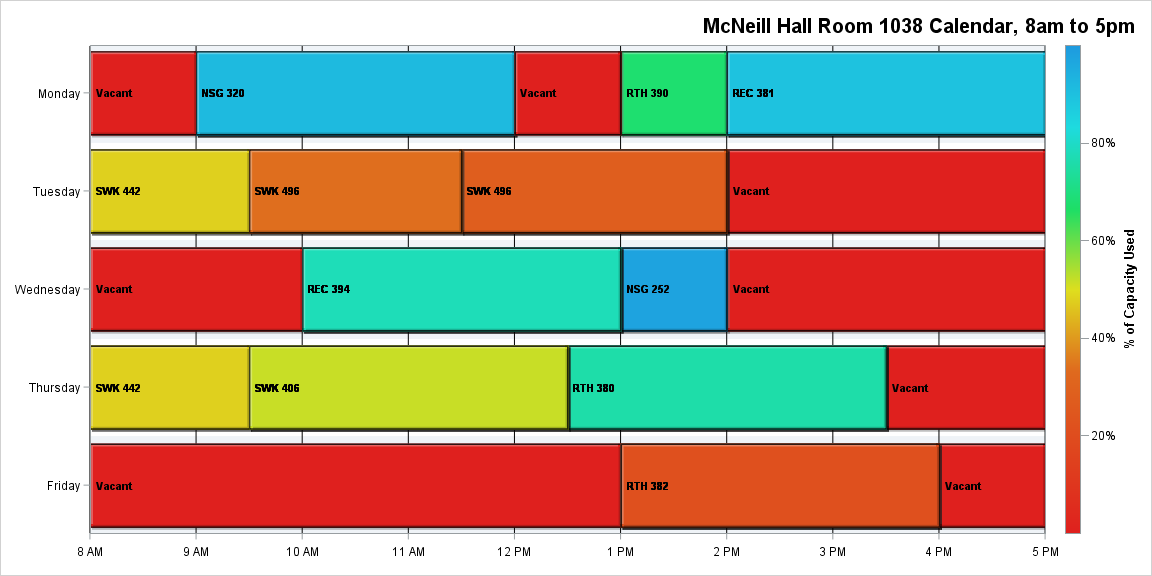 McNeill Hall Room 1038 Calendar, 8am to 5pm
Monday
Vacant
NSG 320
Vacant
RTH 390
REC 381
Tuesday
SWK 442
SWK 496
SWK 496
Vacant
Wednesday
Vacant
REC 394
NSG 252
Vacant
Thursday
SWK 442
SWK 406
RTH 380
Vacant
Friday
Vacant
RTH 382
Vacant
8 AM
9 AM
10 AM
11 AM
12 PM
1 PM
2 PM
3 PM
4 PM
5 PM
80%
60%
40%
20%
% of Capacity Used